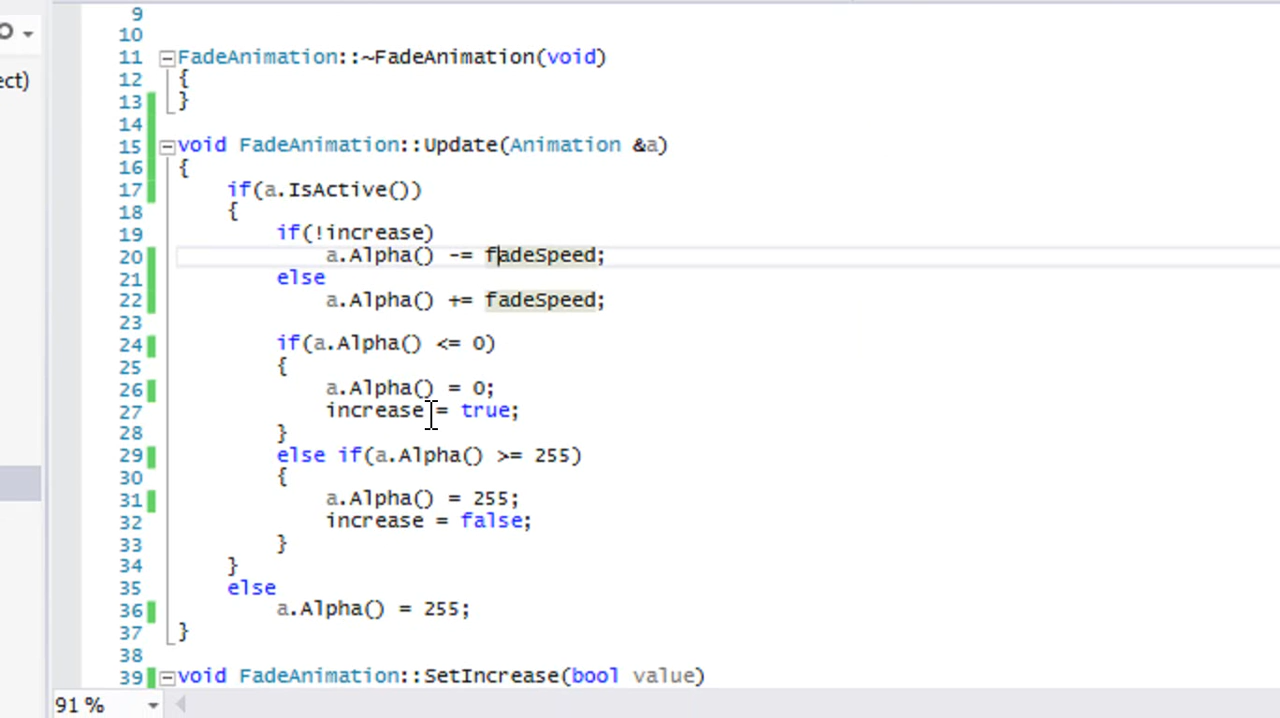 9
10
ect)
11 FadeAnimation::~FadeAnimation(void)
12 {
13 }
14
15 void FadeAnimation::Update(Animation &a)
16 {
17 if(a.IsActive())
18 {
19 if(!increase)
20 a.Alpha() -= fadeSpeed;
21 else
22 a.Alpha() += fadeSpeed;
23
24 if(a.Alpha() <= 0)
25 {
26 a.Alpha() = 0;
27 increase = true;
28 }
29 else if(a.Alpha() >= 255)
30 {
31 a.Alpha() = 255;
32 increase = false;
33 }
34 }
35 else
36 a.Alpha() = 255;
37 }
38
39 void FadeAnimation::SetIncrease(bool value)
91 %